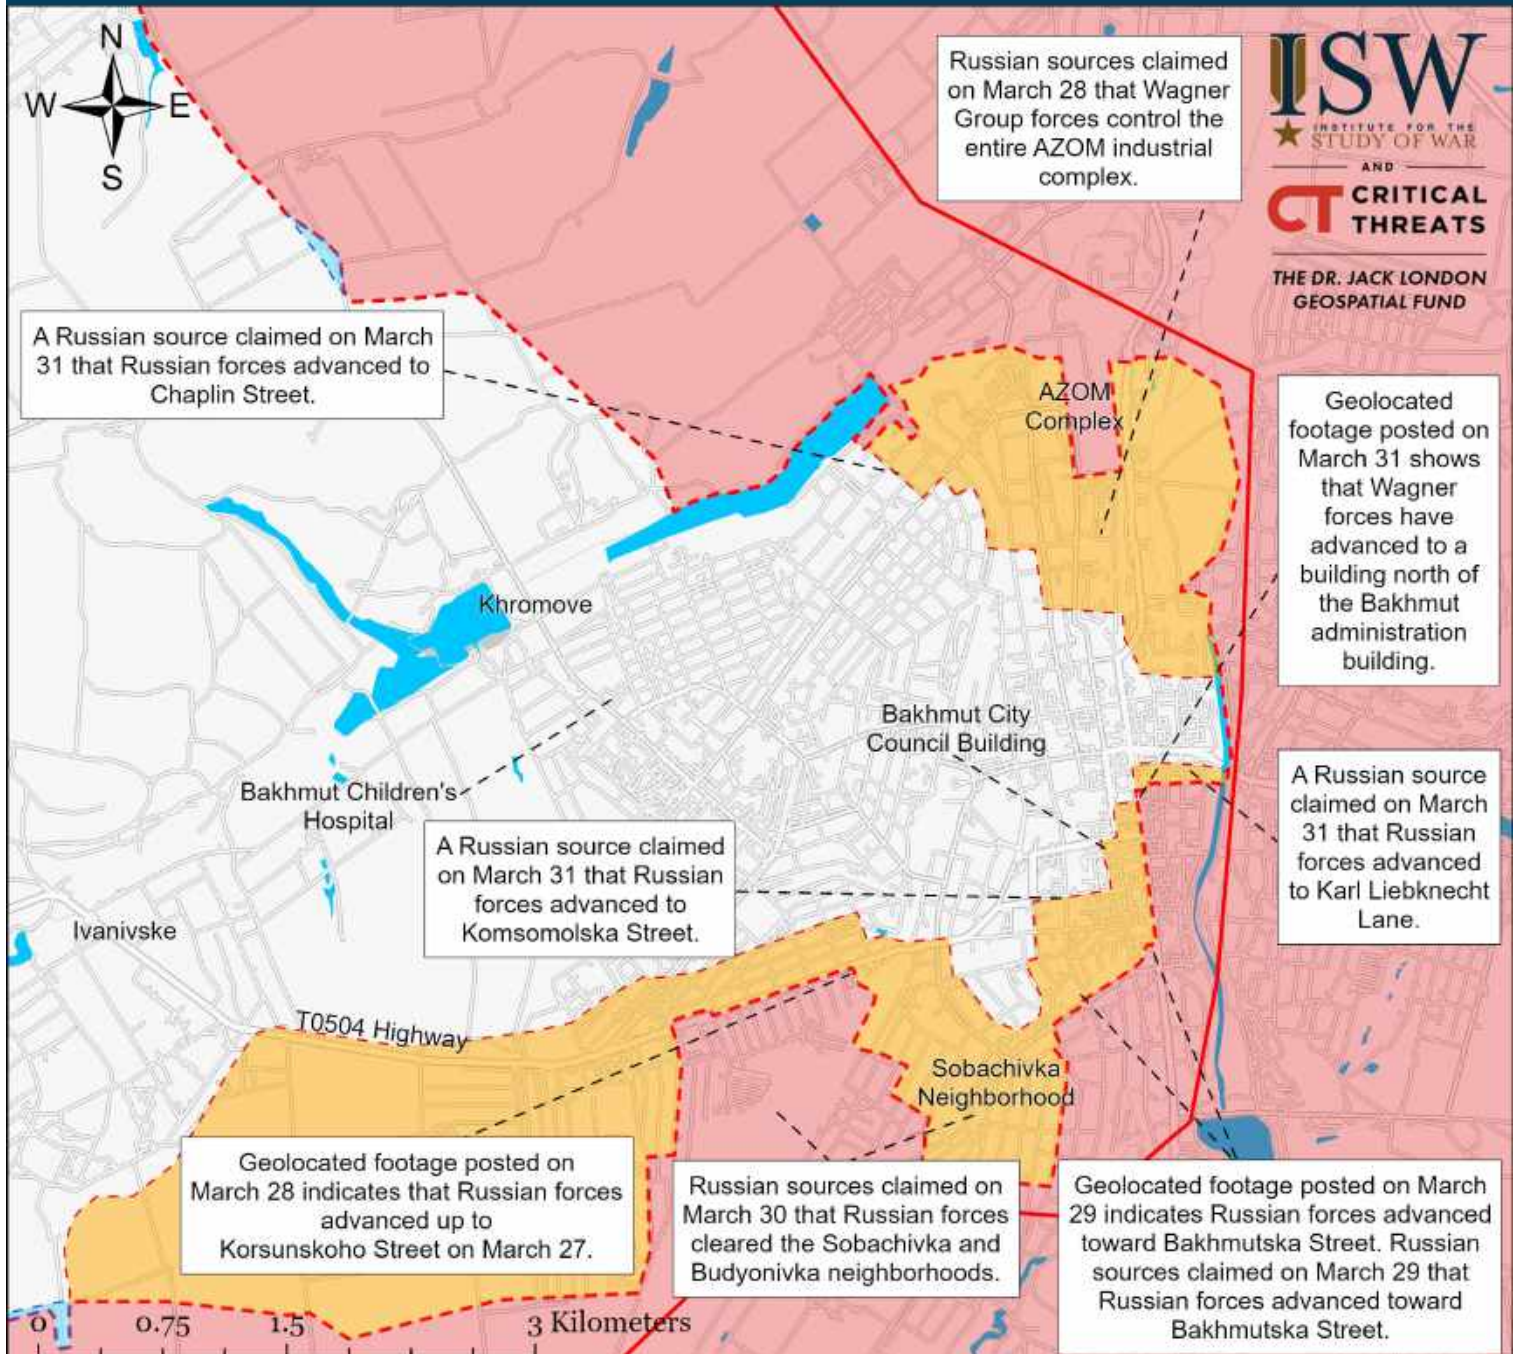 N
W
E
S
Russian sources claimed
on March 28 that Wagner
Group forces control the
entire AZOM industrial
complex.
ISW
INSTITUTE FOR THE
STUDY OF WAR
AND
CT CRITICAL
THREATS
THE DR. JACK LONDON
GEOSPATIAL FUND
A Russian source claimed on March
31 that Russian forces advanced to
Chaplin Street.
AZOM
Complex
Geolocated
footage posted on
March 31 shows
that Wagner
forces have
advanced to a
building north of
the Bakhmut
administration
building.
Khromove
Bakhmut City
Council Building
Bakhmut Children's
Hospital
A Russian source
claimed on March
31 that Russian
forces advanced
to Karl Liebknecht
Lane.
A Russian source claimed
on March 31 that Russian
forces advanced to
Komsomolska Street.
Ivanivske
T0504 Highway
Sobachivka
Neighborhood
Geolocated footage posted on
March 28 indicates that Russian forces
advanced up to
Korsunskoho Street on March 27.
Russian sources claimed on
March 30 that Russian forces
cleared the Sobachivka and
Budyonivka neighborhoods.
Geolocated footage posted on March
29 indicates Russian forces advanced
toward Bakhmutska Street. Russian
sources claimed on March 29 that
Russian forces advanced toward
Bakhmutska Street.
0 0.75 1.5 3 Kilometers